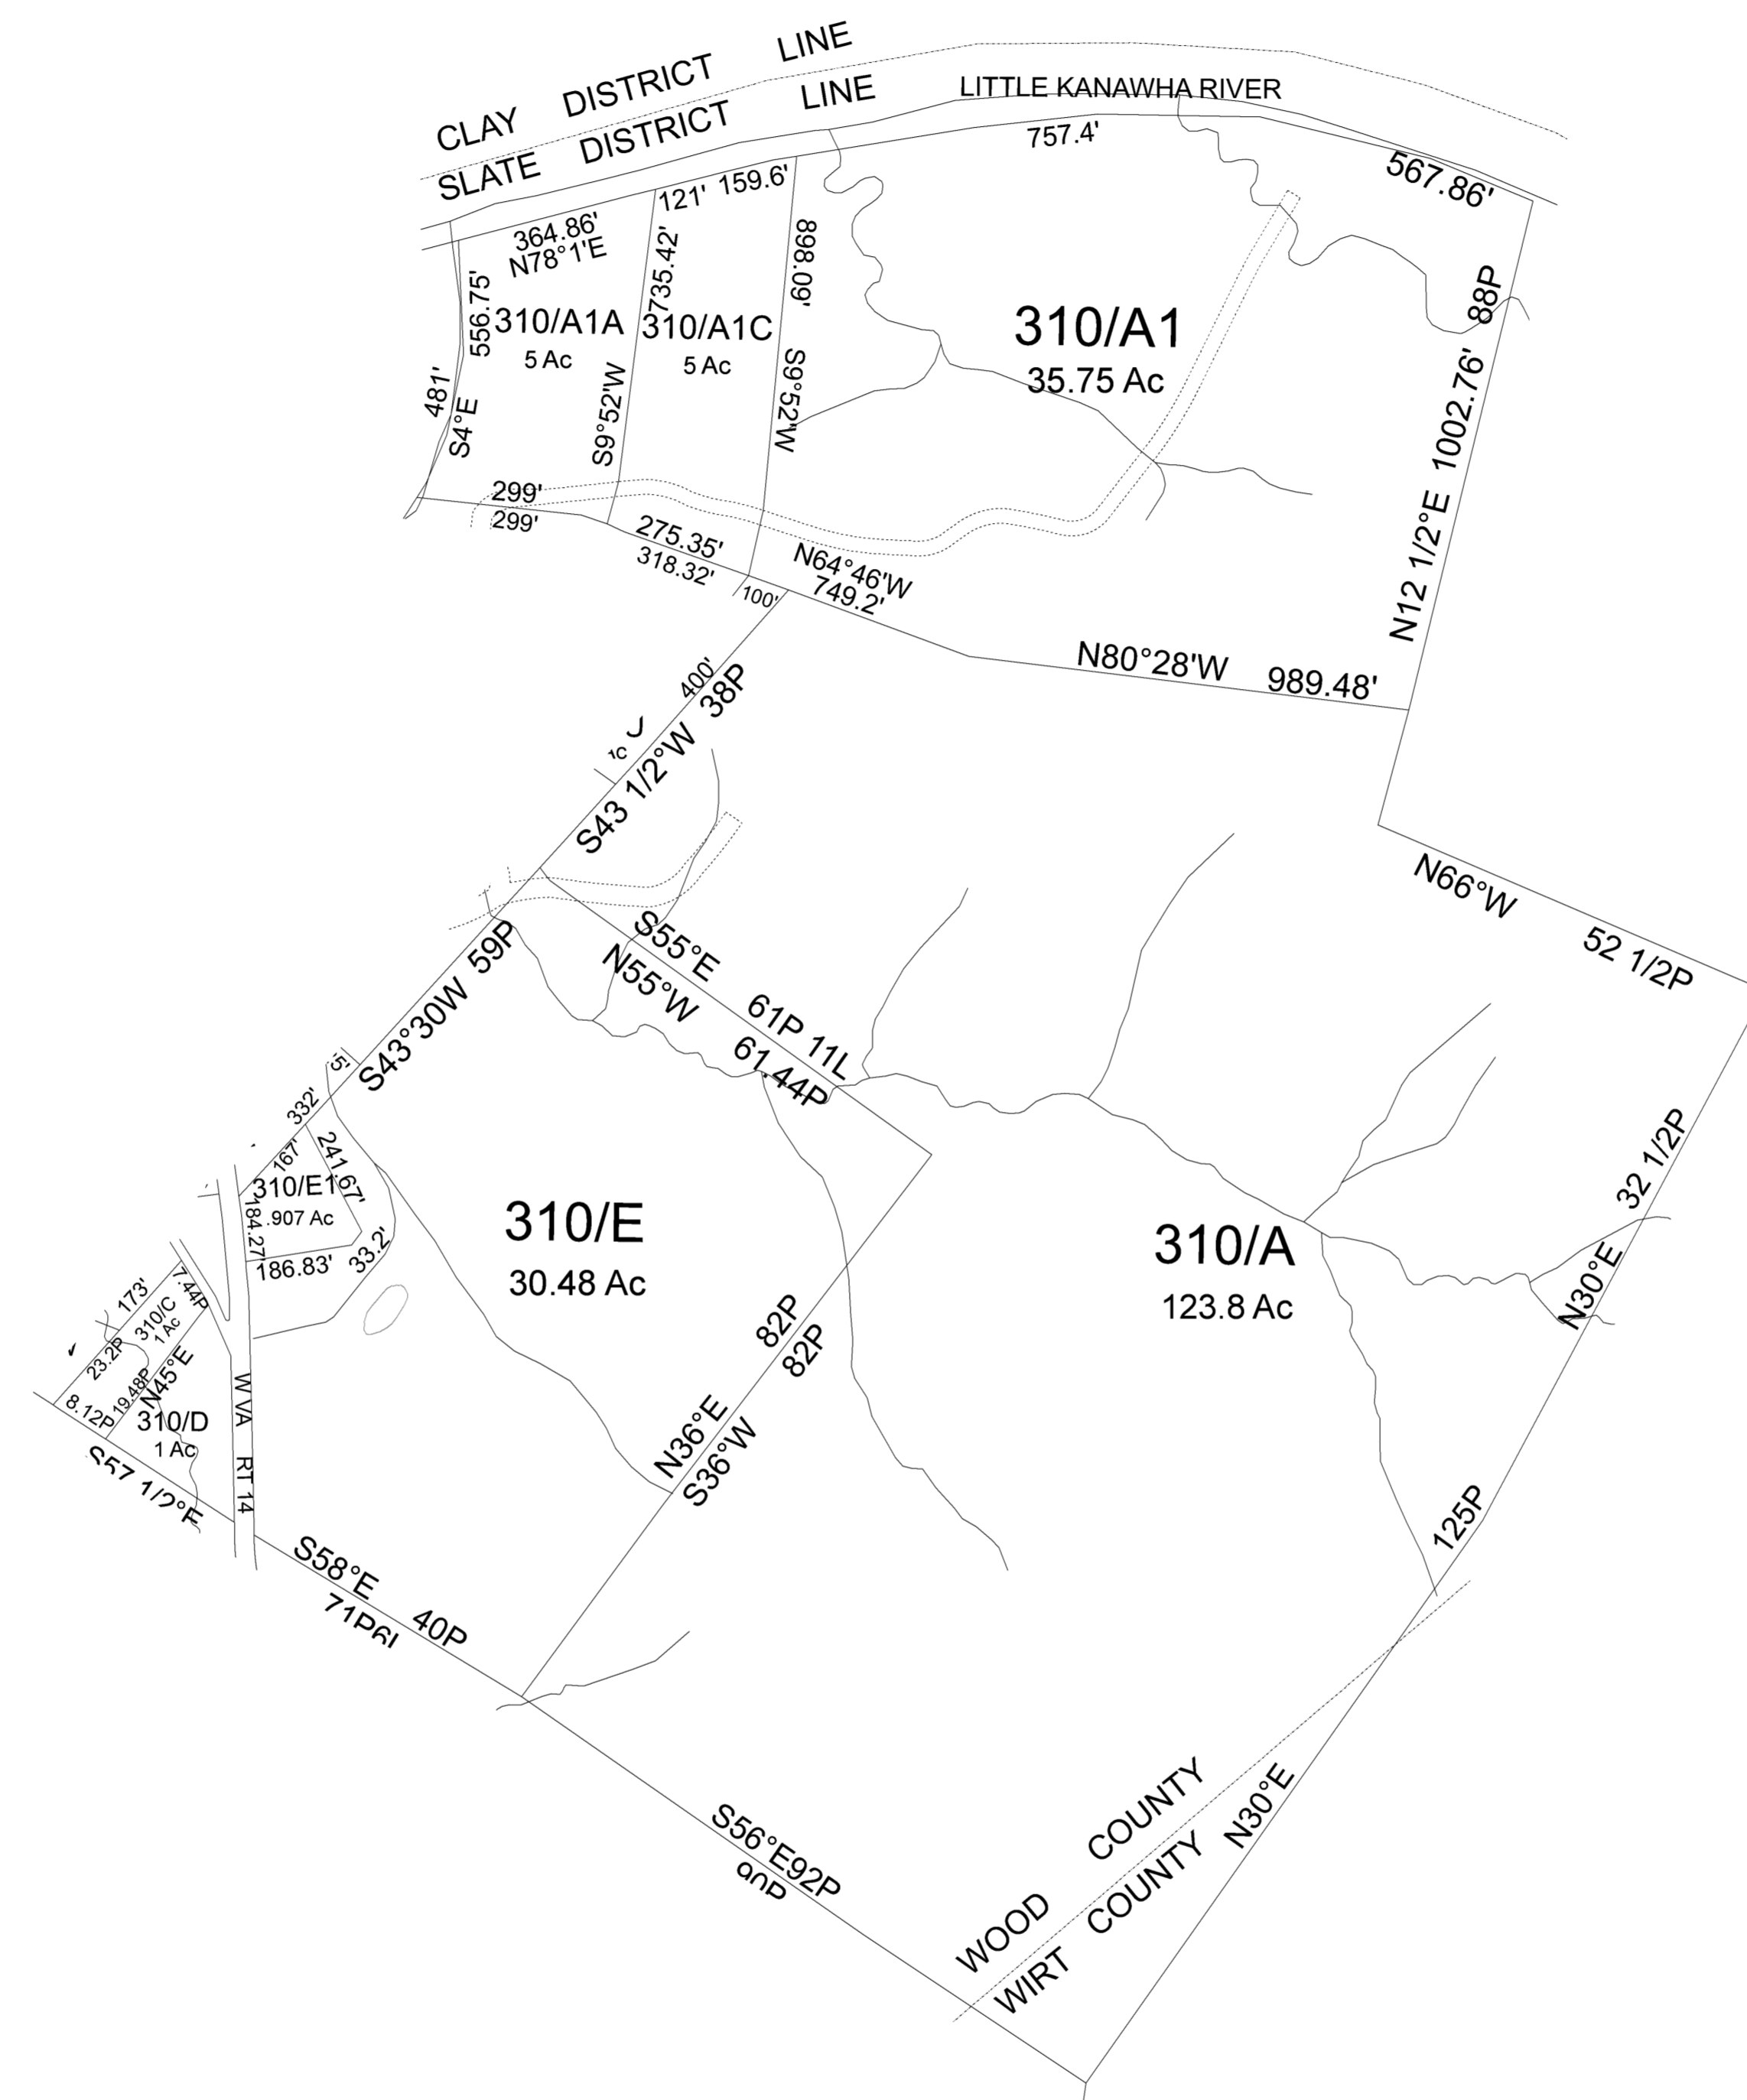 CLAY DISTRICT LINE
SLATE DISTRICT LINE
LITTLE KANAWHA RIVER
757.4'
567.86'
121' 159.6'
364.86'
N78°1'E
556.75'
735.42'
898.09'
310/A1A
5 Ac
310/A1C
5 Ac
310/A1
35.75 Ac
88P
481'
S4°E
S9°52'W
S9°52'W
N12 1/2°E 1002.76'
299'
299'
275.35'
318.32'
N64°46'W
749.2'
100'
N80°28'W 989.48'
400'
S43 1/2°W 38P
N66°W 52 1/2P
S55°E 61P 11L
N55°W 61.44P
S43°30W 59P
332'
167'
241.67'
310/E1
.907 Ac
184.27'
186.83'
33.2'
310/E
30.48 Ac
310/A
123.8 Ac
32 1/2P
N30°E
173'
7.44P
310/C
1 Ac
23.2P
19.48P
N45°E
8.12P
310/D
1 Ac
W VA RT 14
S57 1/2°E
82P
82P
N36°E
S36°W
125P
S58°E 40P
71P6L
S56°E92P
90P
N30°E
WOOD COUNTY
WIRT COUNTY